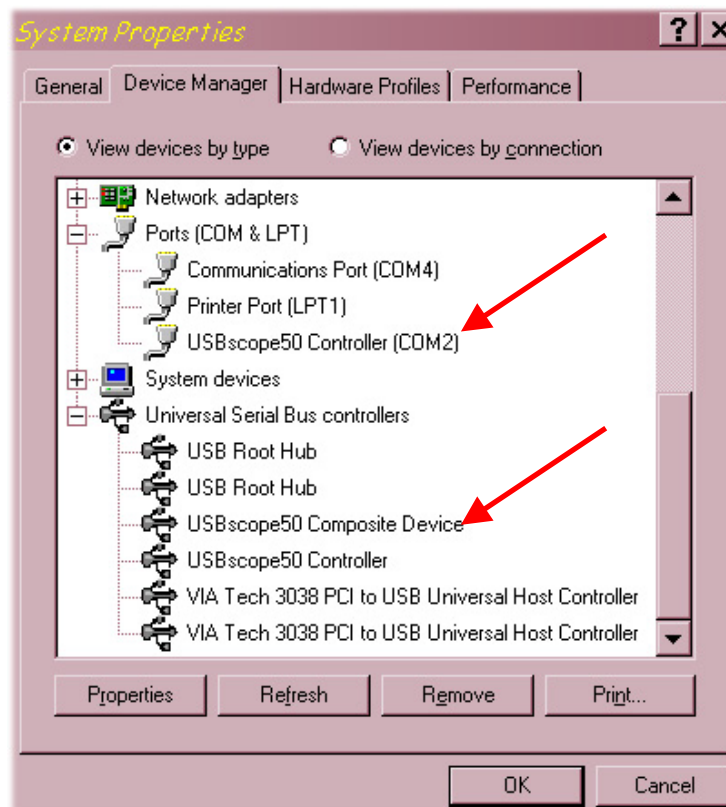 System Properties
?
General Device Manager Hardware Profiles Performance
View devices by type View devices by connection
Network adapters
Ports (COM & LPT)
Communications Port (COM4)
Printer Port (LPT1)
USBscope50 Controller (COM2)
System devices
Universal Serial Bus controllers
USB Root Hub
USB Root Hub
USBscope50 Composite Device
USBscope50 Controller
VIA Tech 3038 PCI to USB Universal Host Controller
VIA Tech 3038 PCI to USB Universal Host Controller
Properties Refresh Remove Print...
OK Cancel